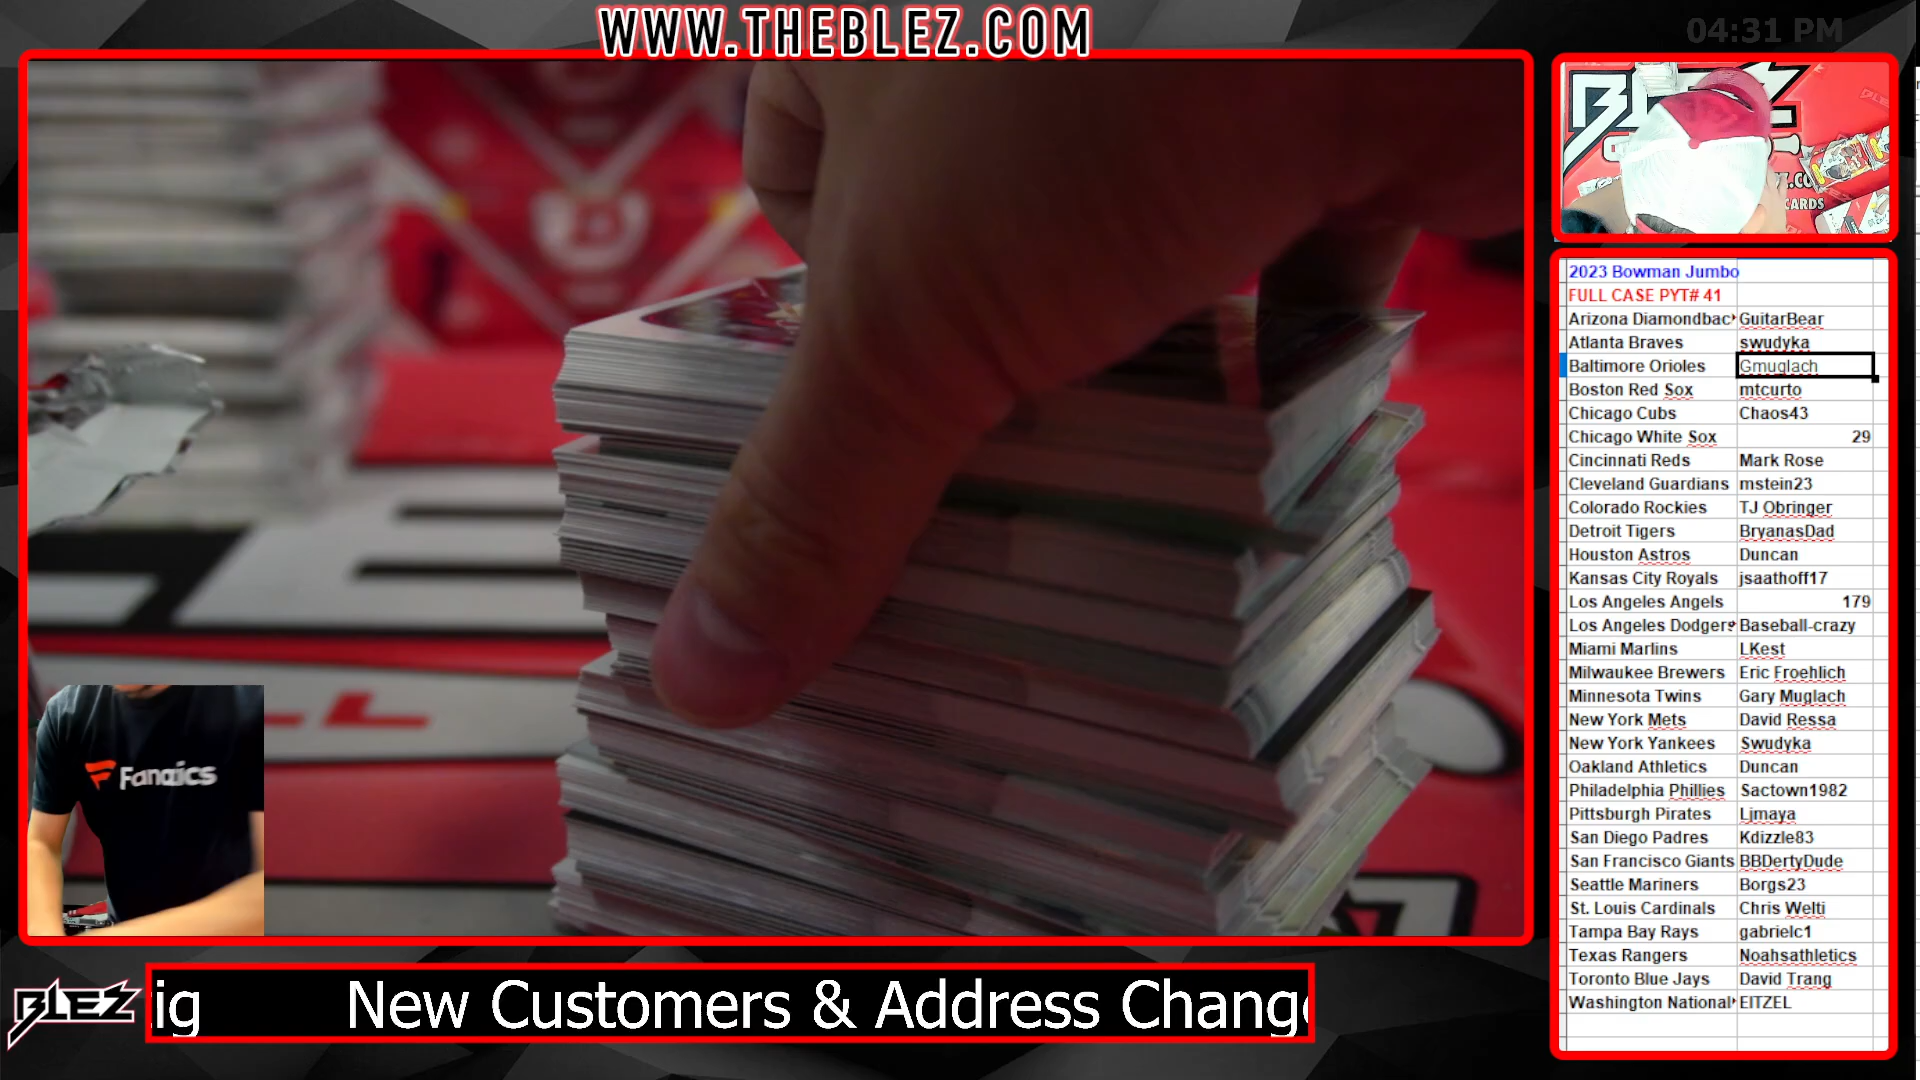 WWW.THEBLEZ.COM
04:31 PM
CARDS
2023 Bowman Jumbo
FULL CASE PYT# 41
Arizona Diamondbac GuitarBear
Atlanta Braves swudyka
Baltimore Orioles Gmuglach
Boston Red Sox mtcurto
Chicago Cubs Chaos43
Chicago White Sox 29
Cincinnati Reds Mark Rose
Cleveland Guardians mstein23
Colorado Rockies TJ Obringer
Detroit Tigers BryanasDad
Houston Astros Duncan
Kansas City Royals jsaathoff17
Los Angeles Angels 179
Los Angeles Dodgers Baseball-crazy
Miami Marlins LKest
Milwaukee Brewers Eric Froehlich
Minnesota Twins Gary Muglach
New York Mets David Ressa
New York Yankees Swudyka
Oakland Athletics Duncan
Philadelphia Phillies Sactown1982
Pittsburgh Pirates Ljmaya
San Diego Padres Kdizzle83
San Francisco Giants BBDertyDude
Seattle Mariners Borgs23
St. Louis Cardinals Chris Welti
Tampa Bay Rays gabrielc1
Texas Rangers Noahsathletics
Toronto Blue Jays David Trang
Washington National EITZEL
Fanatics
BLEZ
ig New Customers & Address Chang